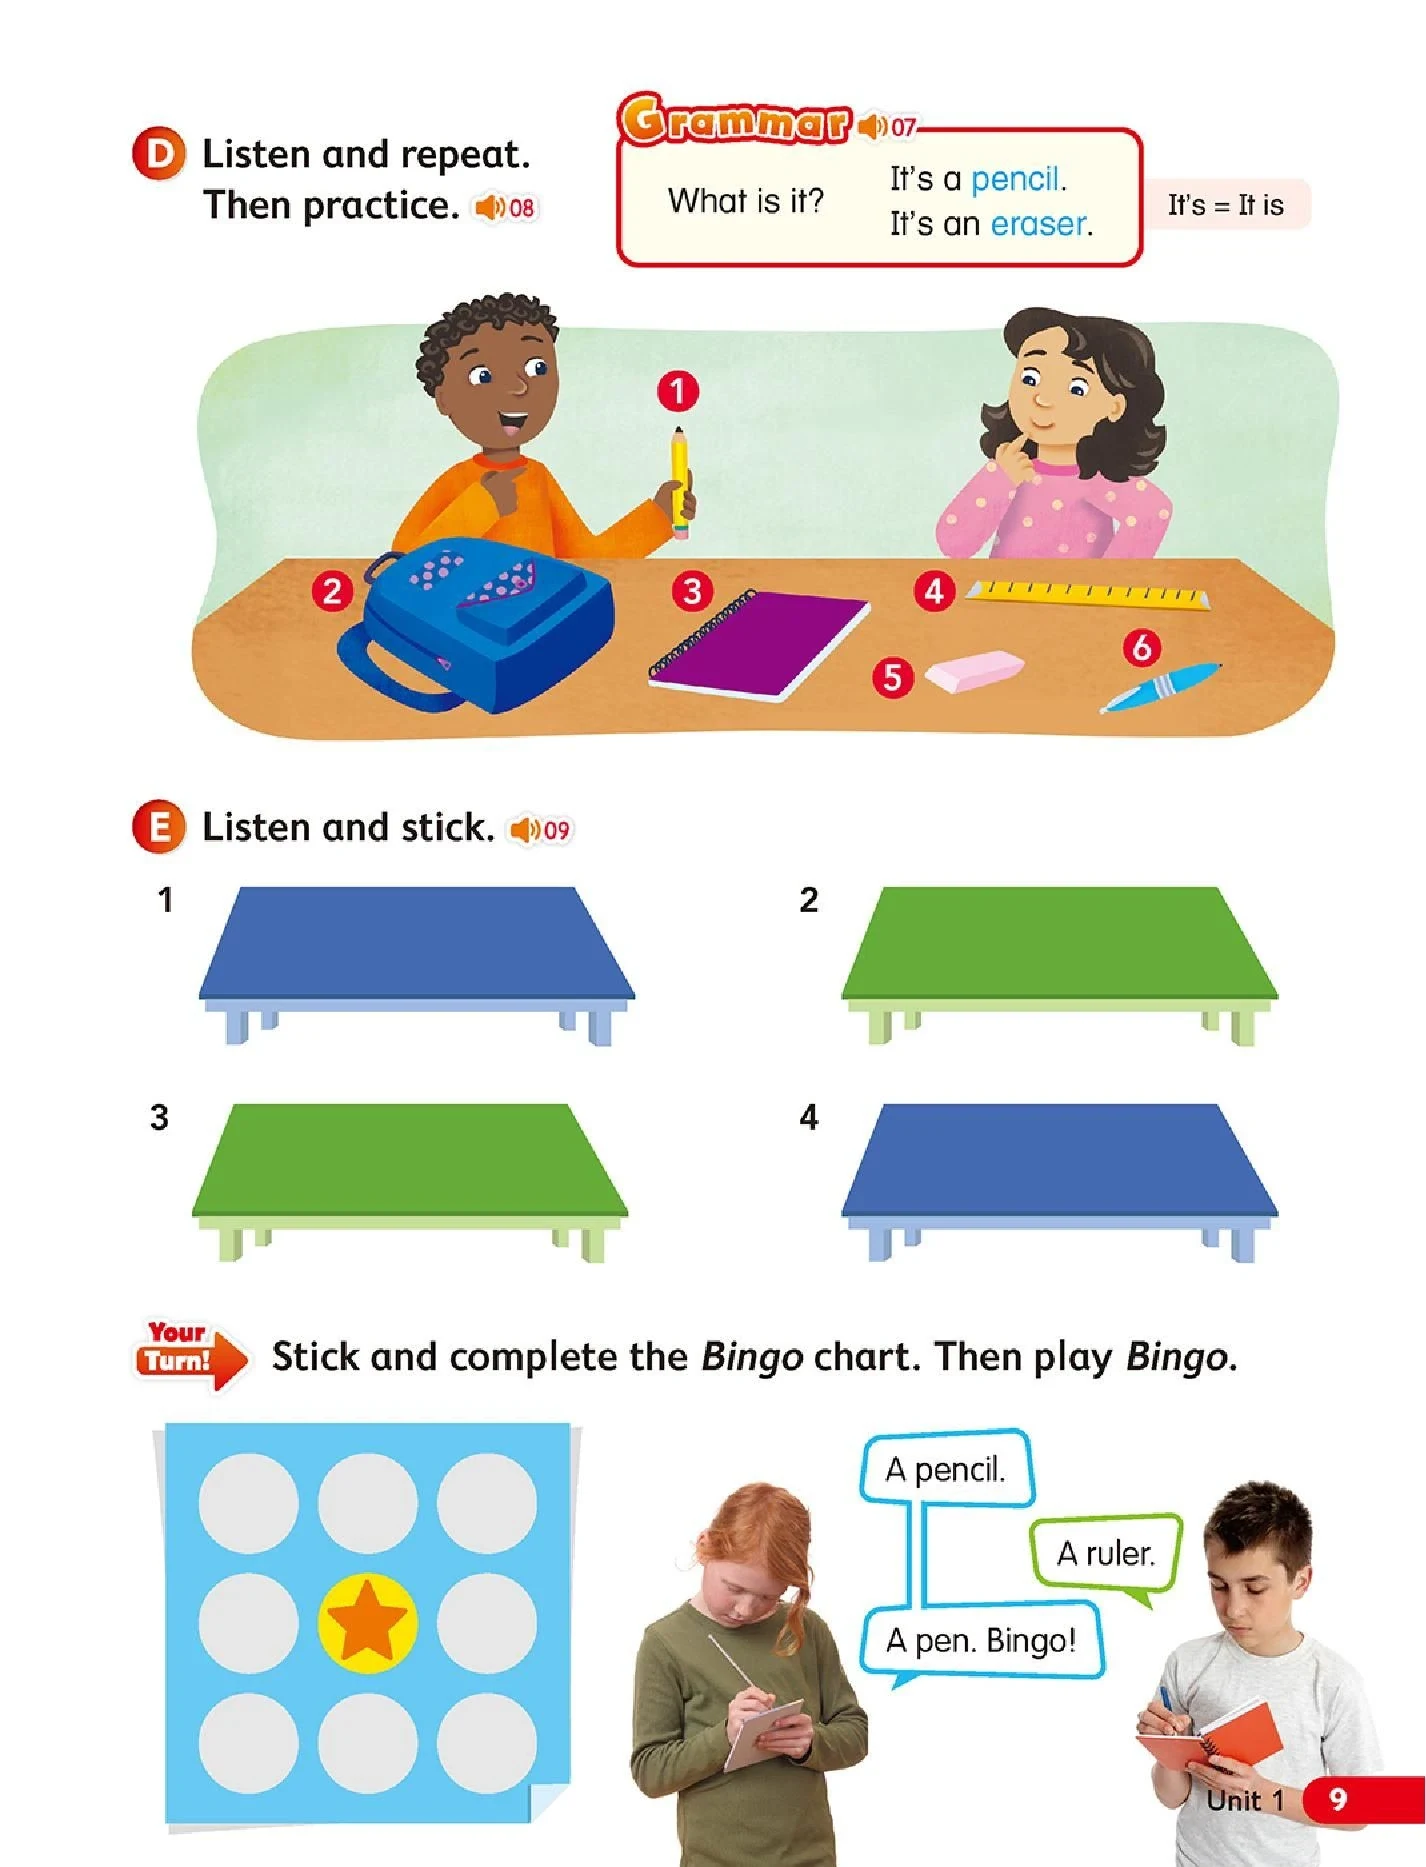 D Listen and repeat.
Then practice. 08
Grammar 07
What is it?
It's a pencil.
It's an eraser.
It's = It is
1
2
3
4
5
6
E Listen and stick. 09
1
2
3
4
Your
Turn!
Stick and complete the Bingo chart. Then play Bingo.
A pencil.
A ruler.
A pen. Bingo!
Unit 1 9